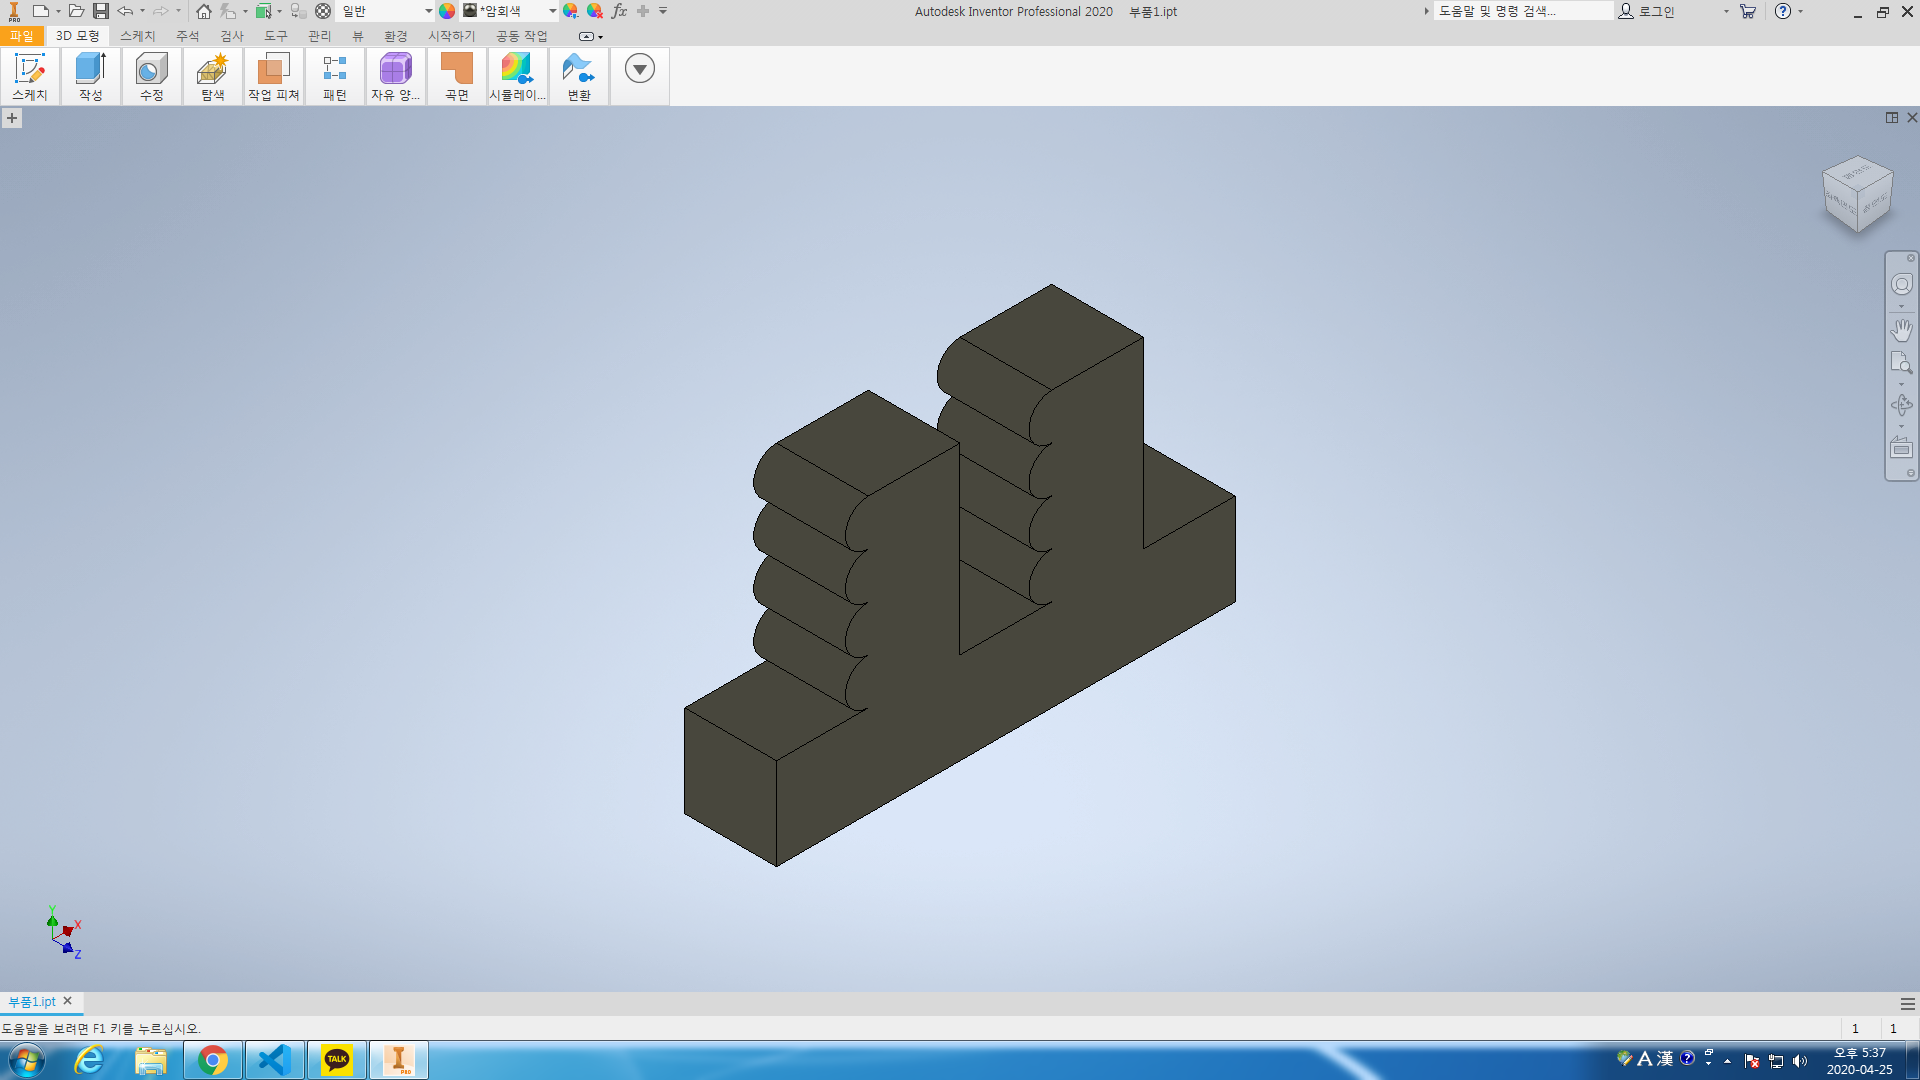 일반
*암회색
Autodesk Inventor Professional 2020 부품1.ipt
도움말 및 명령 검색...
로그인
파일 3D 모형 스케치 주석 검사 도구 관리 뷰 환경 시작하기 공동 작업
스케치 작성 수정 탐색 작업 피쳐 패턴 자유 양... 곡면 시뮬레이... 변환
Y
X
Z
부품1.ipt
도움말을 보려면 F1 키를 누르십시오.
1 1
TALK
I PRO
A 漢
오후 5:37
2020-04-25